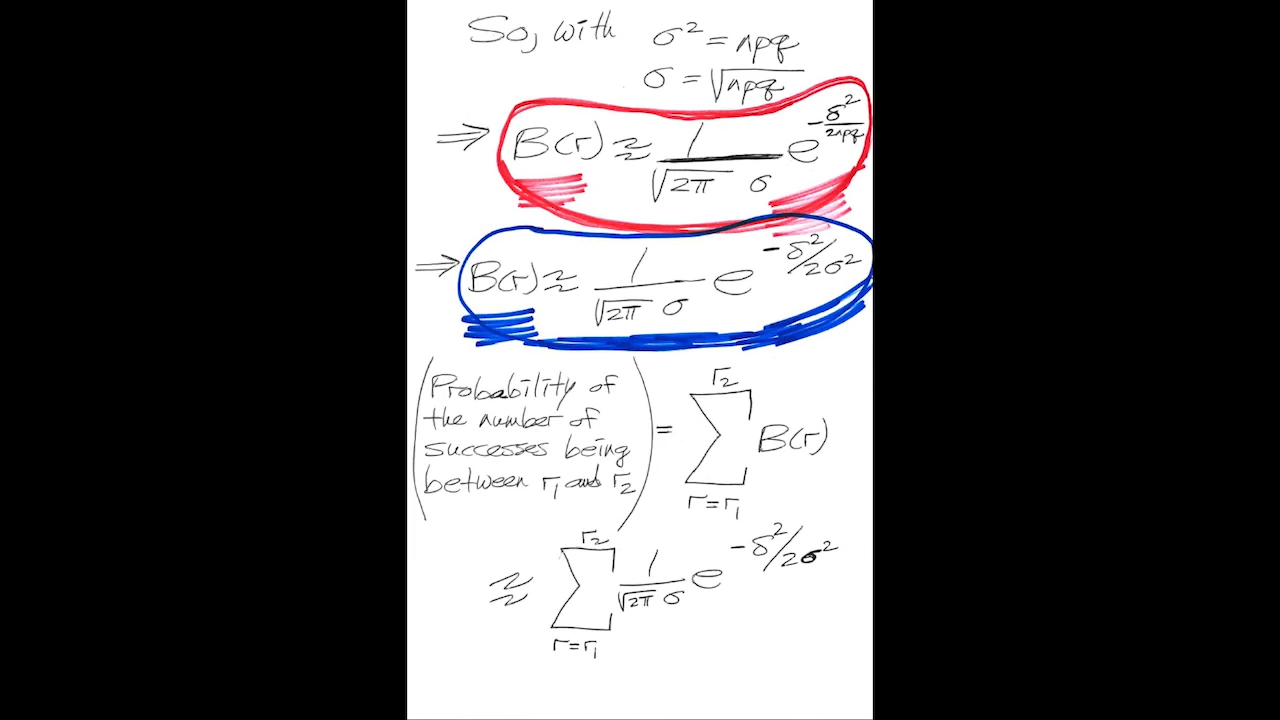 So, with σ² = npq
σ = √npq
⇒ B(r) ≈ 1/(√2π σ) e^(-δ²/2npq)
⇒ B(r) ≈ 1/(√2π σ) e^(-δ²/2σ²)
(Probability of
the number of
successes being
between r₁ and r₂) = Σ_{r=r₁}^{r₂} B(r)
≈ Σ_{r=r₁}^{r₂} 1/(√2π σ) e^(-δ²/2σ²)